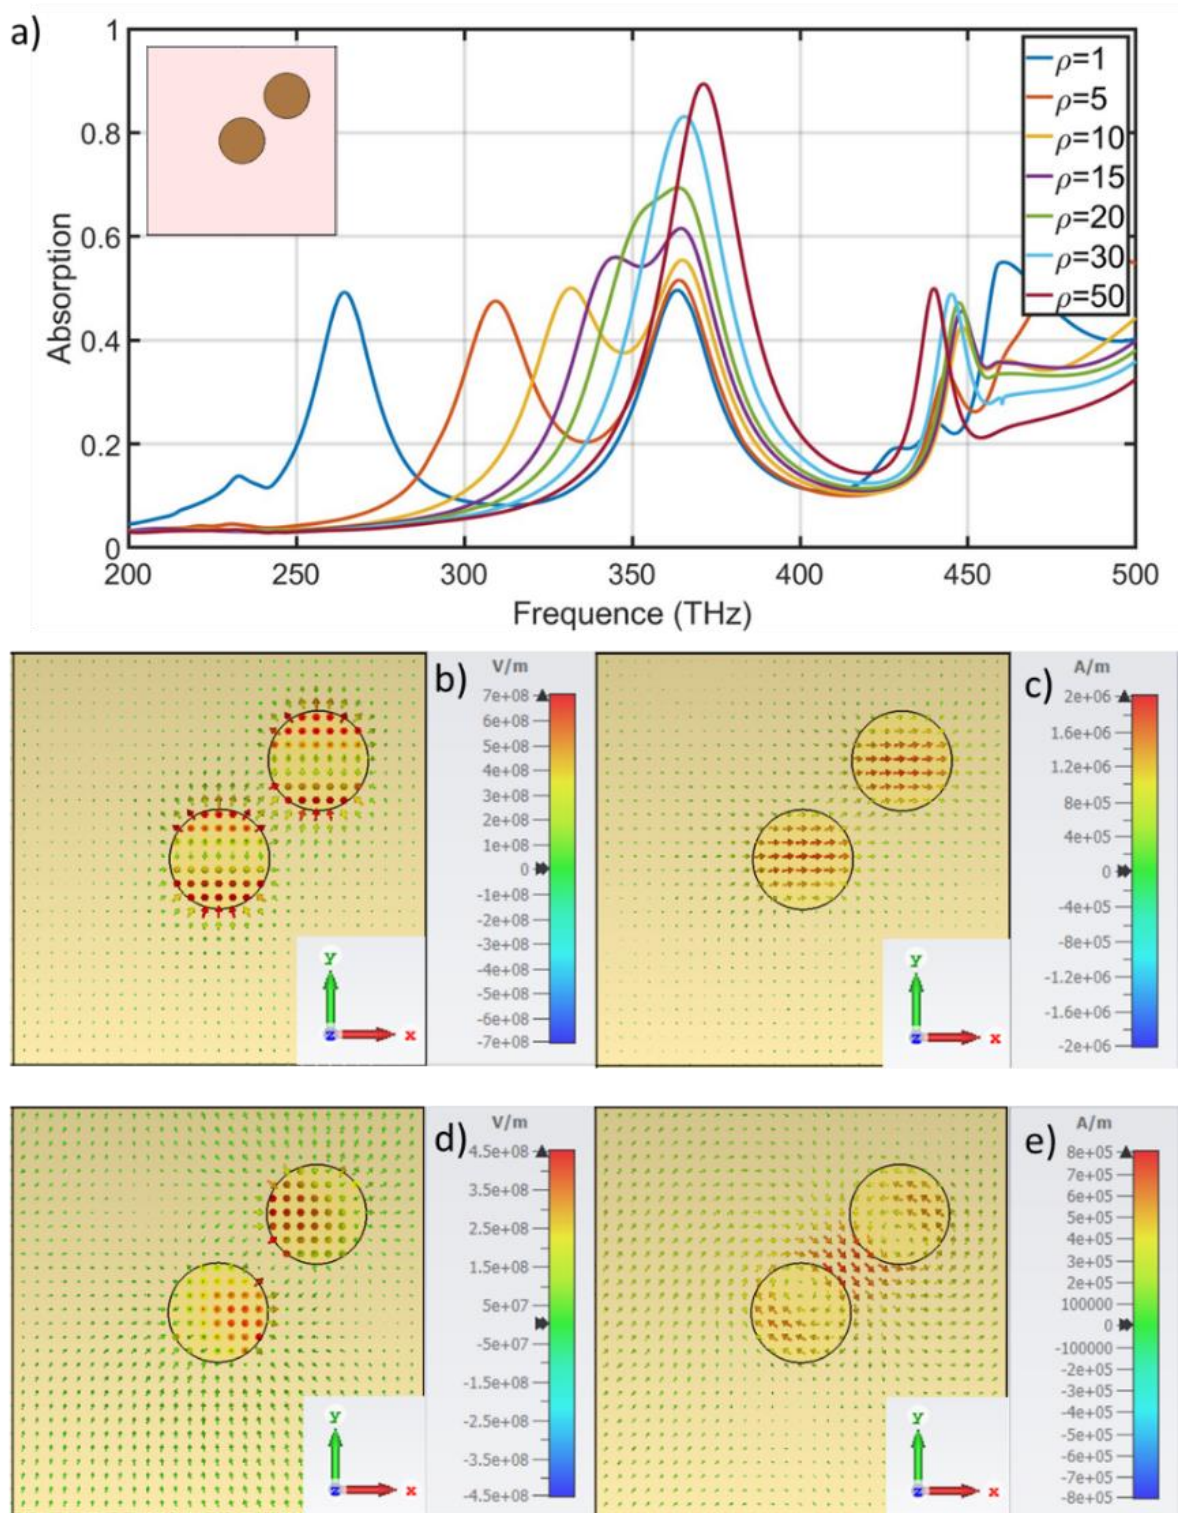 a)
1
0.8
0.6
0.4
0.2
0
Absorption
200 250 300 350 400 450 500
Frequence (THz)
ρ=1
ρ=5
ρ=10
ρ=15
ρ=20
ρ=30
ρ=50
b)
V/m
7e+08
6e+08
5e+08
4e+08
3e+08
2e+08
1e+08
0
-1e+08
-2e+08
-3e+08
-4e+08
-5e+08
-6e+08
-7e+08
y
z x
c)
A/m
2e+06
1.6e+06
1.2e+06
8e+05
4e+05
0
-4e+05
-8e+05
-1.2e+06
-1.6e+06
-2e+06
y
z x
d)
V/m
4.5e+08
3.5e+08
2.5e+08
1.5e+08
5e+07
-5e+07
-1.5e+08
-2.5e+08
-3.5e+08
-4.5e+08
y
z x
e)
A/m
8e+05
7e+05
6e+05
5e+05
4e+05
3e+05
2e+05
100000
0
-100000
-2e+05
-3e+05
-4e+05
-5e+05
-6e+05
-7e+05
-8e+05
y
z x